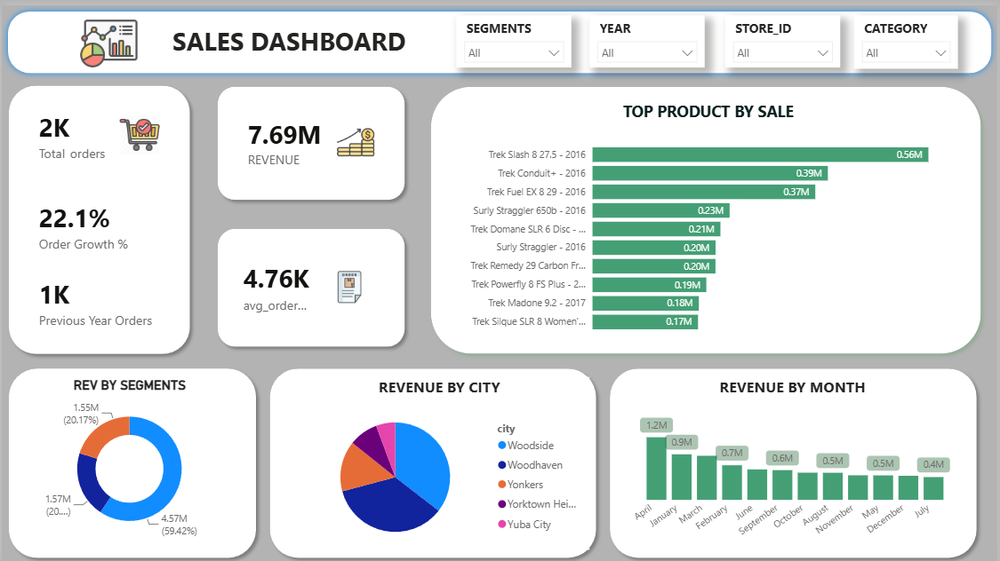 SALES DASHBOARD
SEGMENTS
All
YEAR
All
STORE_ID
All
CATEGORY
All
2K
Total orders
22.1%
Order Growth %
1K
Previous Year Orders
7.69M
REVENUE
4.76K
avg_order...
ORDER
TOP PRODUCT BY SALE
Trek Slash 8 27.5 - 2016 0.56M
Trek Conduit+ - 2016 0.39M
Trek Fuel EX 8 29 - 2016 0.37M
Surly Straggler 650b - 2016 0.23M
Trek Domane SLR 6 Disc - ... 0.21M
Surly Straggler - 2016 0.20M
Trek Remedy 29 Carbon Fr... 0.20M
Trek Powerfly 8 FS Plus - 2... 0.19M
Trek Madone 9.2 - 2017 0.18M
Trek Silque SLR 8 Women'... 0.17M
REV BY SEGMENTS
1.55M
(20.17%)
1.57M
(20....)
4.57M
(59.42%)
REVENUE BY CITY
city
Woodside
Woodhaven
Yonkers
Yorktown Hei...
Yuba City
REVENUE BY MONTH
1.2M
0.9M
0.7M
0.6M
0.5M
0.5M
0.4M
April
January
March
February
June
September
October
August
November
May
December
July